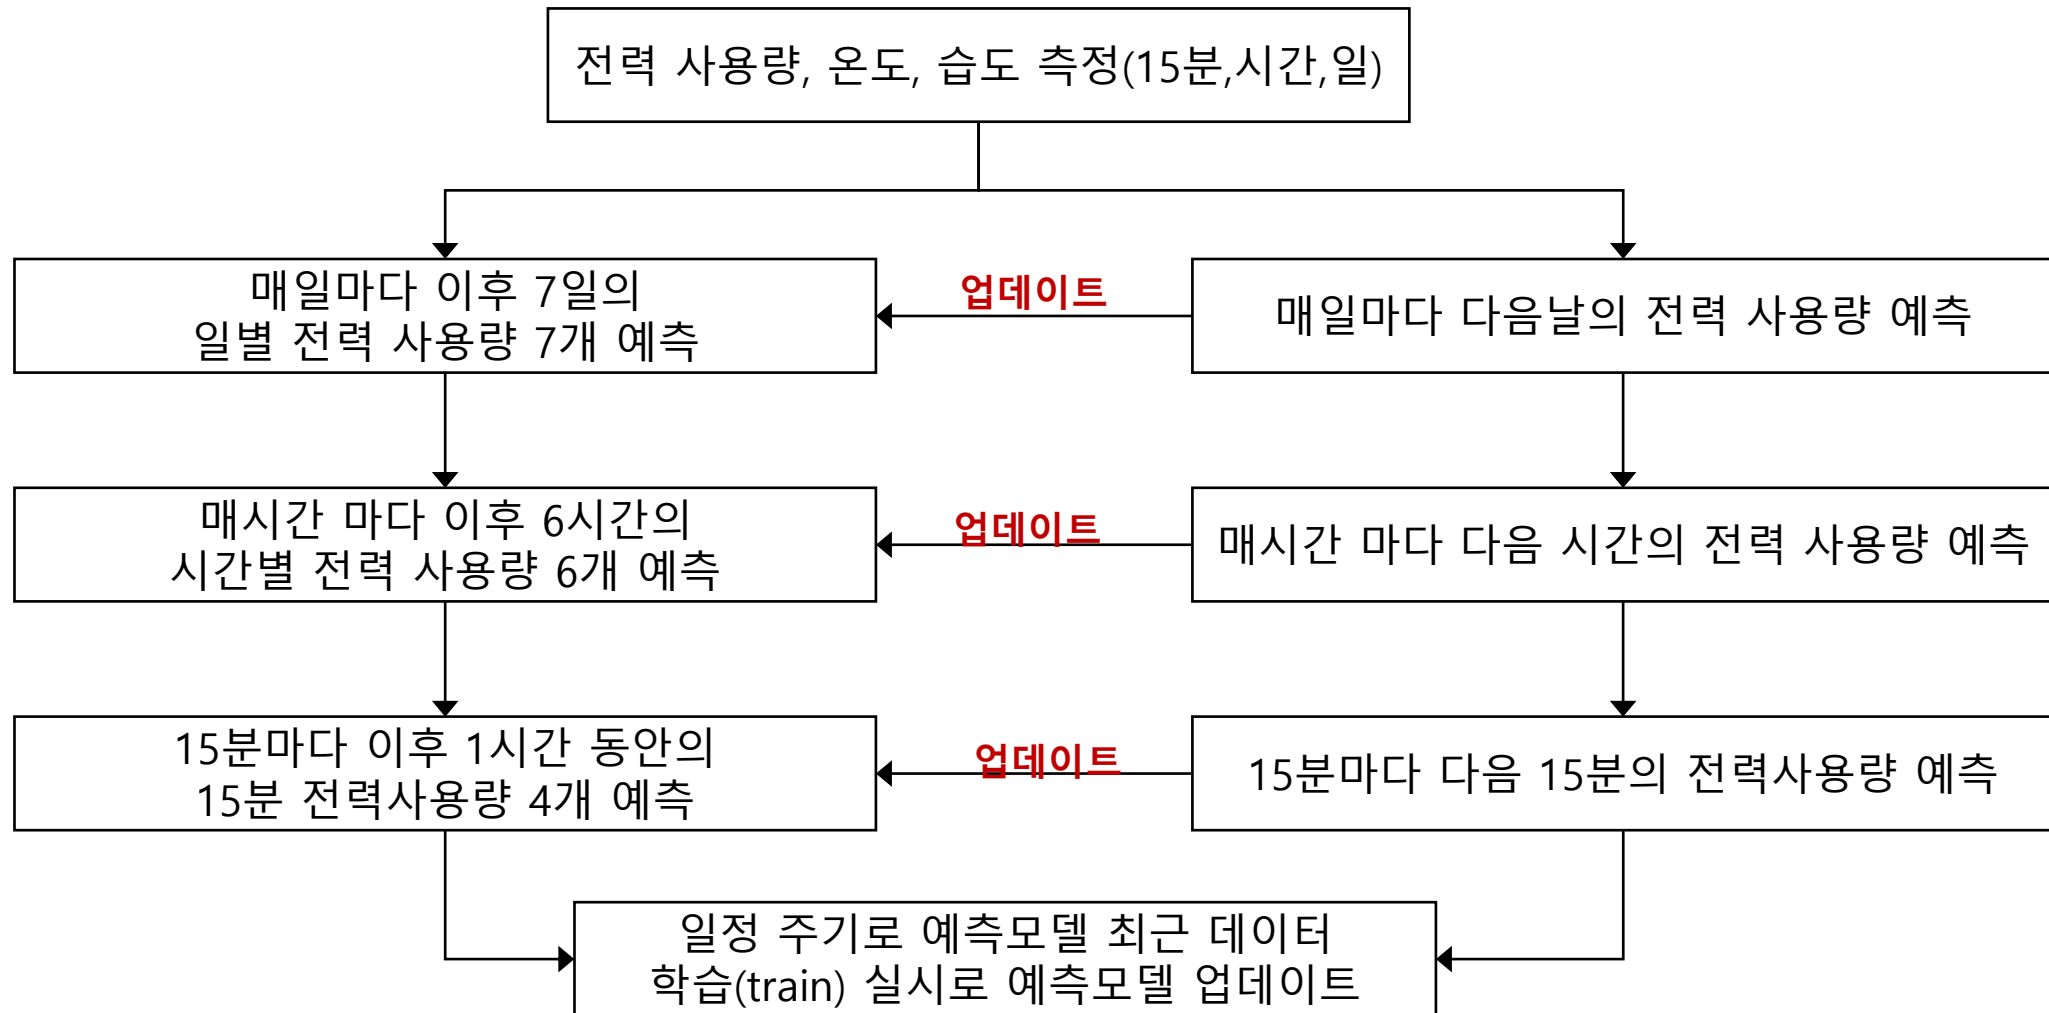 전력 사용량, 온도, 습도 측정(15분,시간,일)
매일마다 이후 7일의
일별 전력 사용량 7개 예측
업데이트
매일마다 다음날의 전력 사용량 예측
매시간 마다 이후 6시간의
시간별 전력 사용량 6개 예측
업데이트
매시간 마다 다음 시간의 전력 사용량 예측
15분마다 이후 1시간 동안의
15분 전력사용량 4개 예측
업데이트
15분마다 다음 15분의 전력사용량 예측
일정 주기로 예측모델 최근 데이터
학습(train) 실시로 예측모델 업데이트